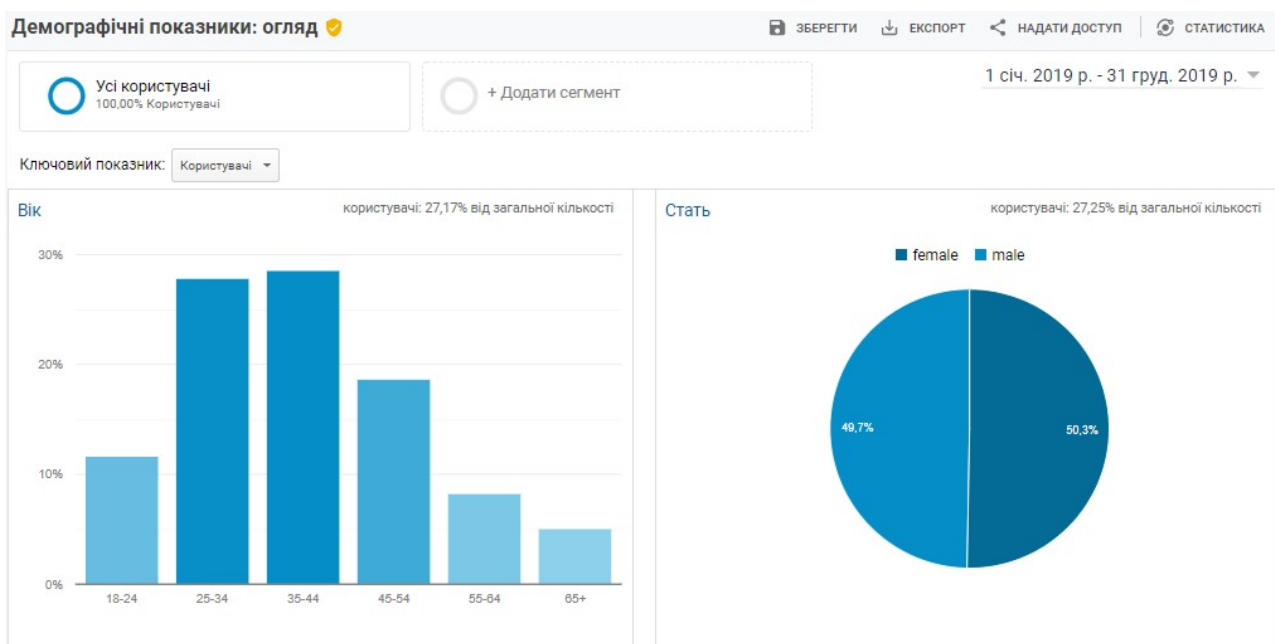 Демографічні показники: огляд
ЗБЕРЕГТИ
ЕКСПОРТ
НАДАТИ ДОСТУП
СТАТИСТИКА
Усі користувачі
100,00% Користувачі
+ Додати сегмент
1 січ. 2019 р. - 31 груд. 2019 р.
Ключовий показник:
Користувачі
Вік
користувачі: 27,17% від загальної кількості
30%
20%
10%
0%
18-24
25-34
35-44
45-54
55-64
65+
Стать
користувачі: 27,25% від загальної кількості
female
male
49,7%
50,3%